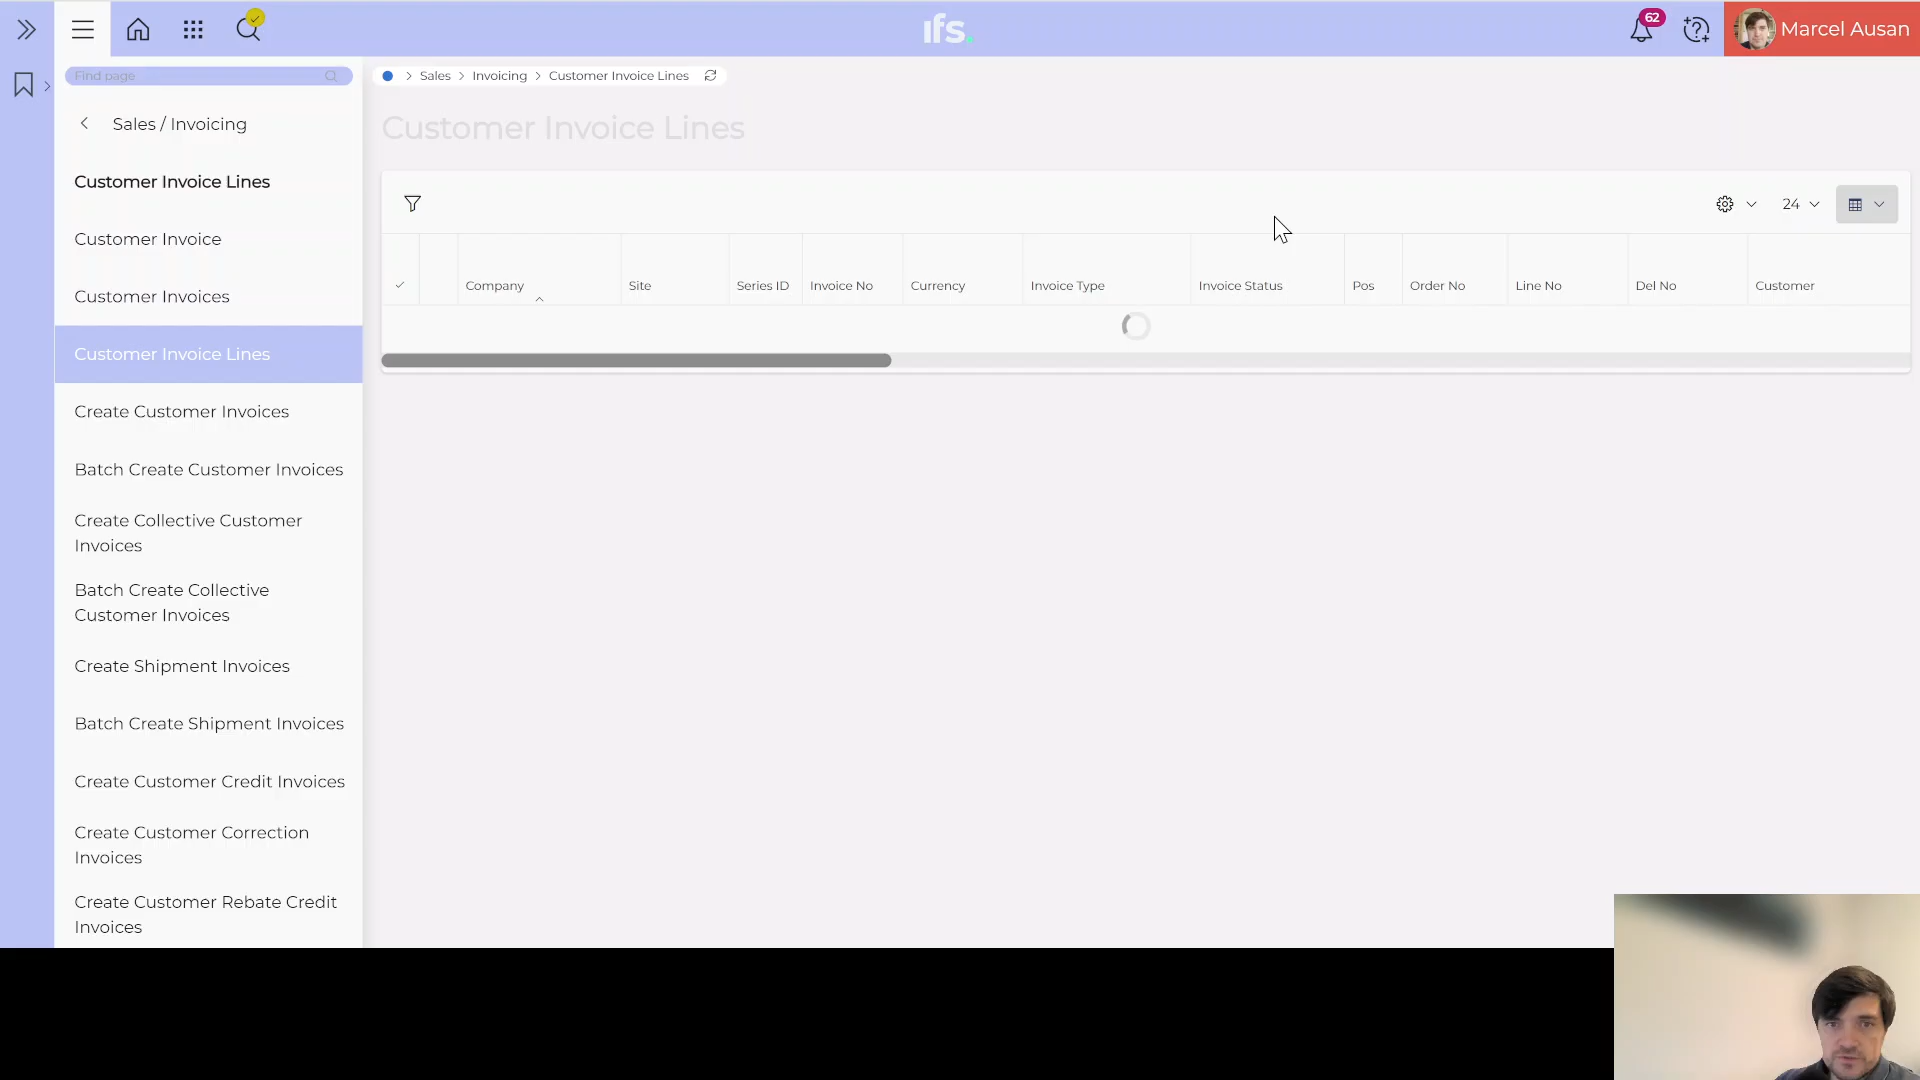 ifs.
62
Marcel Ausan
Find page
Sales
Invoicing
Customer Invoice Lines
Sales / Invoicing
Customer Invoice Lines
Customer Invoice Lines
Customer Invoice
Customer Invoices
Customer Invoice Lines
Create Customer Invoices
Batch Create Customer Invoices
Create Collective Customer
Invoices
Batch Create Collective
Customer Invoices
Create Shipment Invoices
Batch Create Shipment Invoices
Create Customer Credit Invoices
Create Customer Correction
Invoices
Create Customer Rebate Credit
Invoices
24
Company
Site
Series ID
Invoice No
Currency
Invoice Type
Invoice Status
Pos
Order No
Line No
Del No
Customer